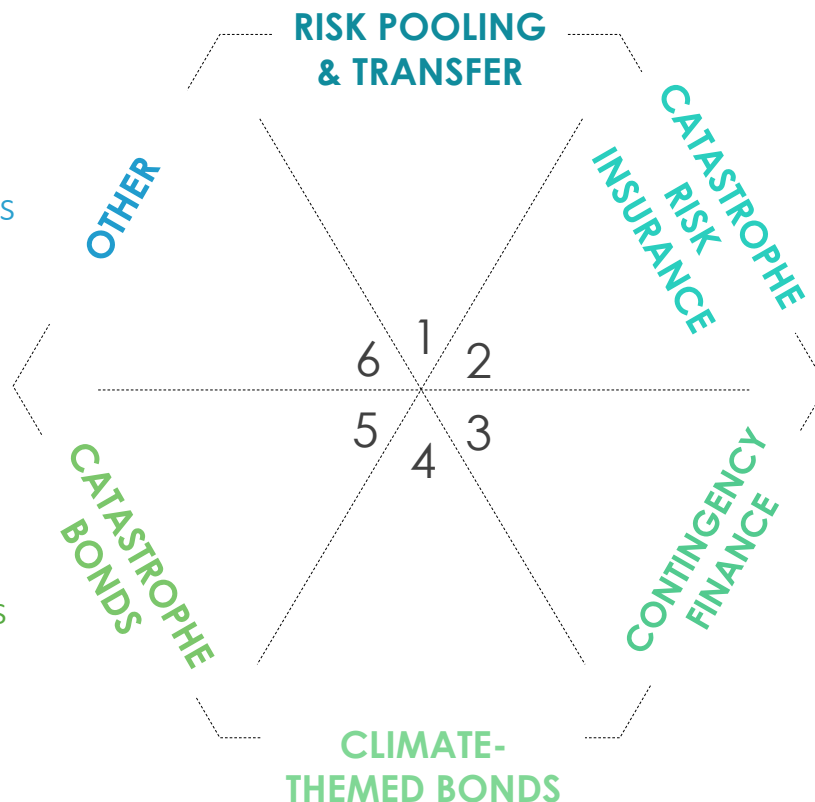 RISK POOLING
& TRANSFER
CATASTROPHE
RISK
INSURANCE
OTHER
S
1
6
2
5
3
4
CATASTROPHE
BONDS
CONTINGENCY
FINANCE
S
CLIMATE-
THEMED BONDS